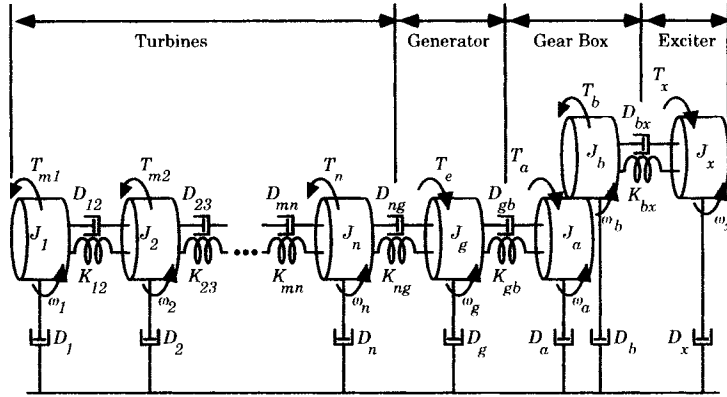 Turbines Generator Gear Box Exciter
T_b D_bx T_x
J_b J_x
K_bx
T_m1 T_m2 T_n T_e T_a
D_12 D_23 D_mn D_ng D_gb
J_1 J_2 J_n J_g J_a
K_12 K_23 K_mn K_ng K_gb
ω_1 ω_2 ω_n ω_g ω_a ω_b ω_x
D_1 D_2 D_n D_g D_a D_b D_x